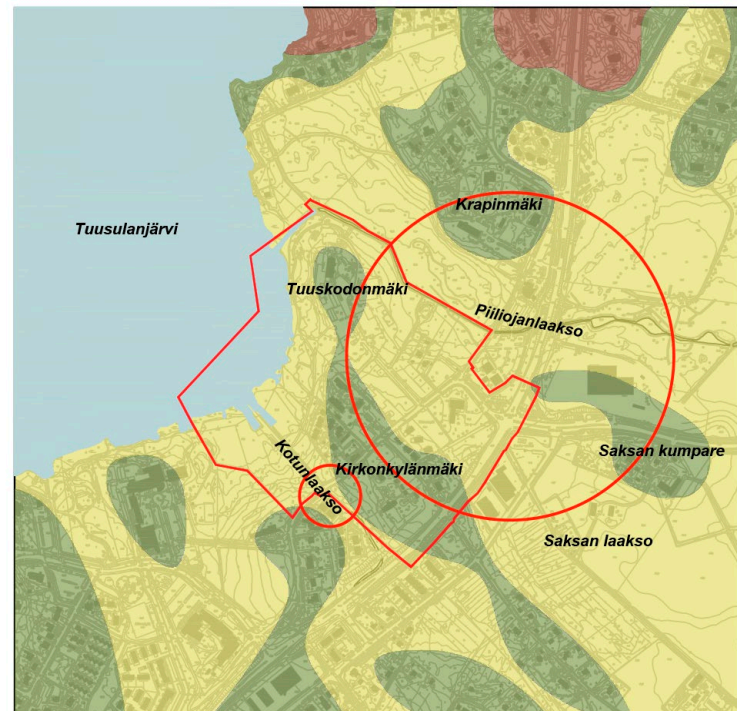 Krapinmäki
Tuusulanjärvi
Tuuskodonmäki
Piiliojanlaakso
Saksan kumpare
Kirkonkylänmäki
Kotunlaakso
Saksan laakso